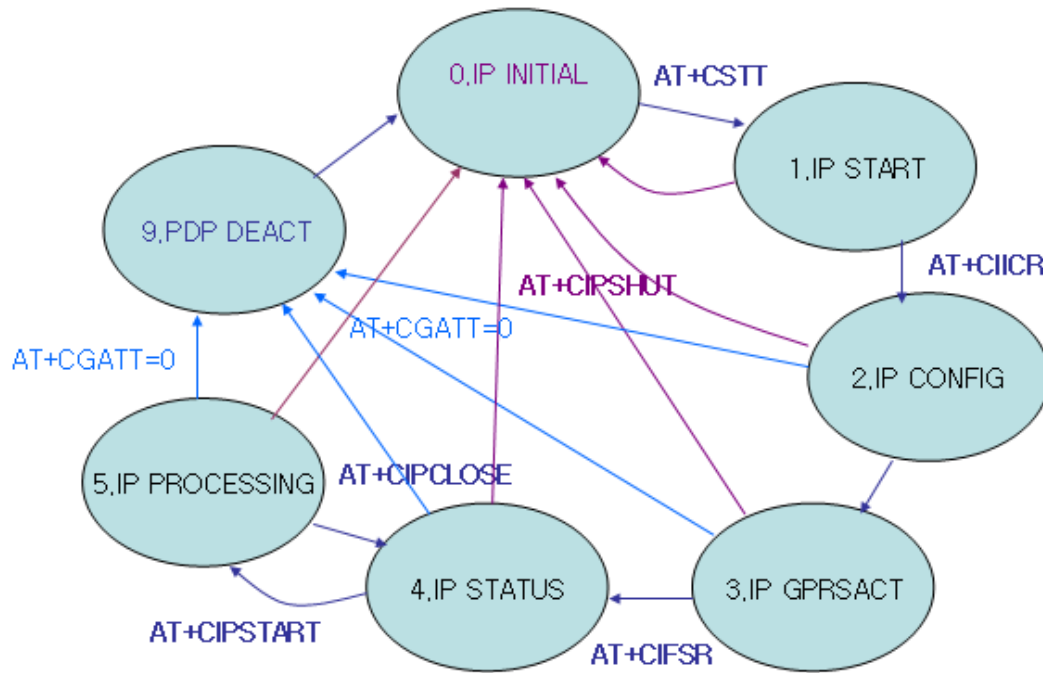 0,IP INITIAL
AT+CSTT
1,IP START
9,PDP DEACT
AT+CIICR
AT+CIPSHUT
AT+CGATT=0
AT+CGATT=0
2,IP CONFIG
5,IP PROCESSING
AT+CIPCLOSE
4,IP STATUS
3,IP GPRSACT
AT+CIPSTART
AT+CIFSR